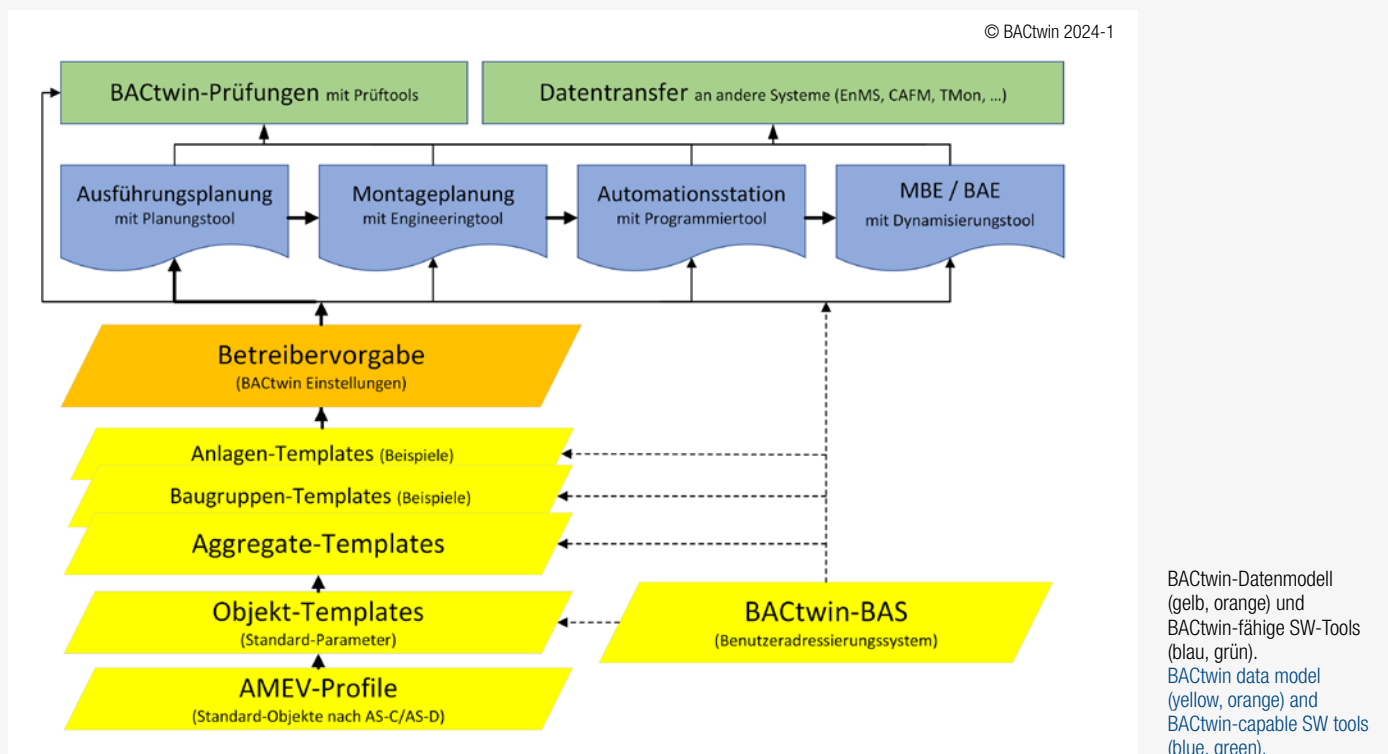 © BACtwin 2024-1
BACtwin-Prüfungen mit Prüftools
Datentransfer an andere Systeme (EnMS, CAFM, TMon, ...)
Ausführungsplanung
mit Planungstool
Montageplanung
mit Engineeringtool
Automationsstation
mit Programmiertool
MBE / BAE
mit Dynamisierungstool
Betreibervorgabe
(BACtwin Einstellungen)
Anlagen-Templates (Beispiele)
Baugruppen-Templates (Beispiele)
Aggregate-Templates
Objekt-Templates
(Standard-Parameter)
BACtwin-BAS
(Benutzeradressierungssystem)
AMEV-Profile
(Standard-Objekte nach AS-C/AS-D)
BACtwin-Datenmodell
(gelb, orange) und
BACtwin-fähige SW-Tools
(blau, grün).
BACtwin data model
(yellow, orange) and
BACtwin-capable SW tools
(blue, green).